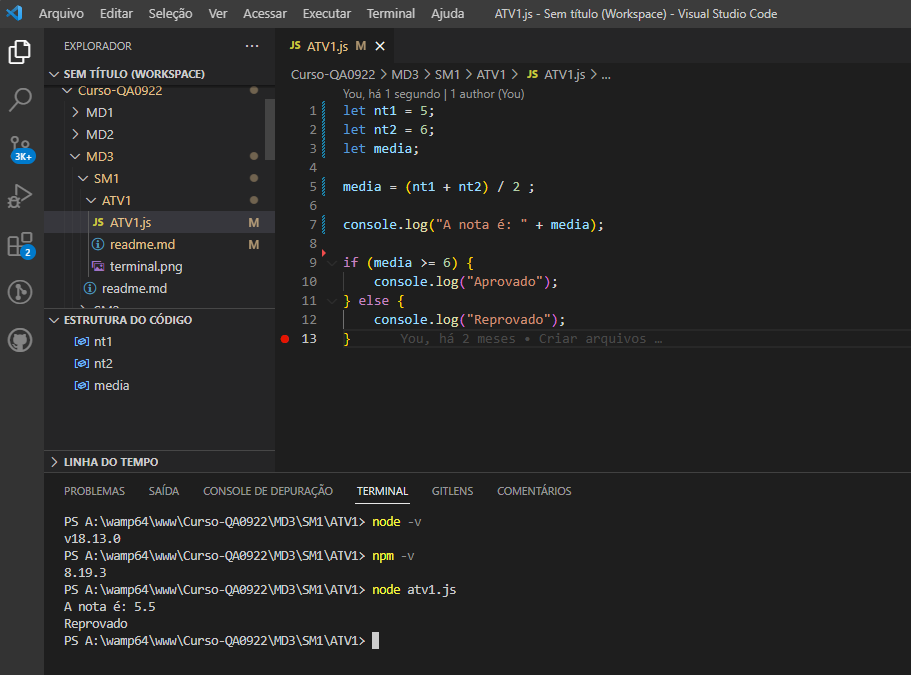 Arquivo Editar Seleção Ver Acessar Executar Terminal Ajuda ATV1.js - Sem título (Workspace) - Visual Studio Code
EXPLORADOR ...
SEM TÍTULO (WORKSPACE)
Curso-QA0922
MD1
MD2
MD3
SM1
ATV1
JS ATV1.js M
readme.md M
terminal.png
readme.md
ESTRUTURA DO CÓDIGO
nt1
nt2
media
LINHA DO TEMPO
3K+
2
JS ATV1.js M
Curso-QA0922 > MD3 > SM1 > ATV1 > JS ATV1.js > ...
You, há 1 segundo | 1 author (You)
1 let nt1 = 5;
2 let nt2 = 6;
3 let media;
4
5 media = (nt1 + nt2) / 2 ;
6
7 console.log("A nota é: " + media);
8
9 if (media >= 6) {
10 console.log("Aprovado");
11 } else {
12 console.log("Reprovado");
13 } You, há 2 meses • Criar arquivos …
PROBLEMAS SAÍDA CONSOLE DE DEPURAÇÃO TERMINAL GITLENS COMENTÁRIOS
PS A:\wamp64\www\Curso-QA0922\MD3\SM1\ATV1> node -v
v18.13.0
PS A:\wamp64\www\Curso-QA0922\MD3\SM1\ATV1> npm -v
8.19.3
PS A:\wamp64\www\Curso-QA0922\MD3\SM1\ATV1> node atv1.js
A nota é: 5.5
Reprovado
PS A:\wamp64\www\Curso-QA0922\MD3\SM1\ATV1>